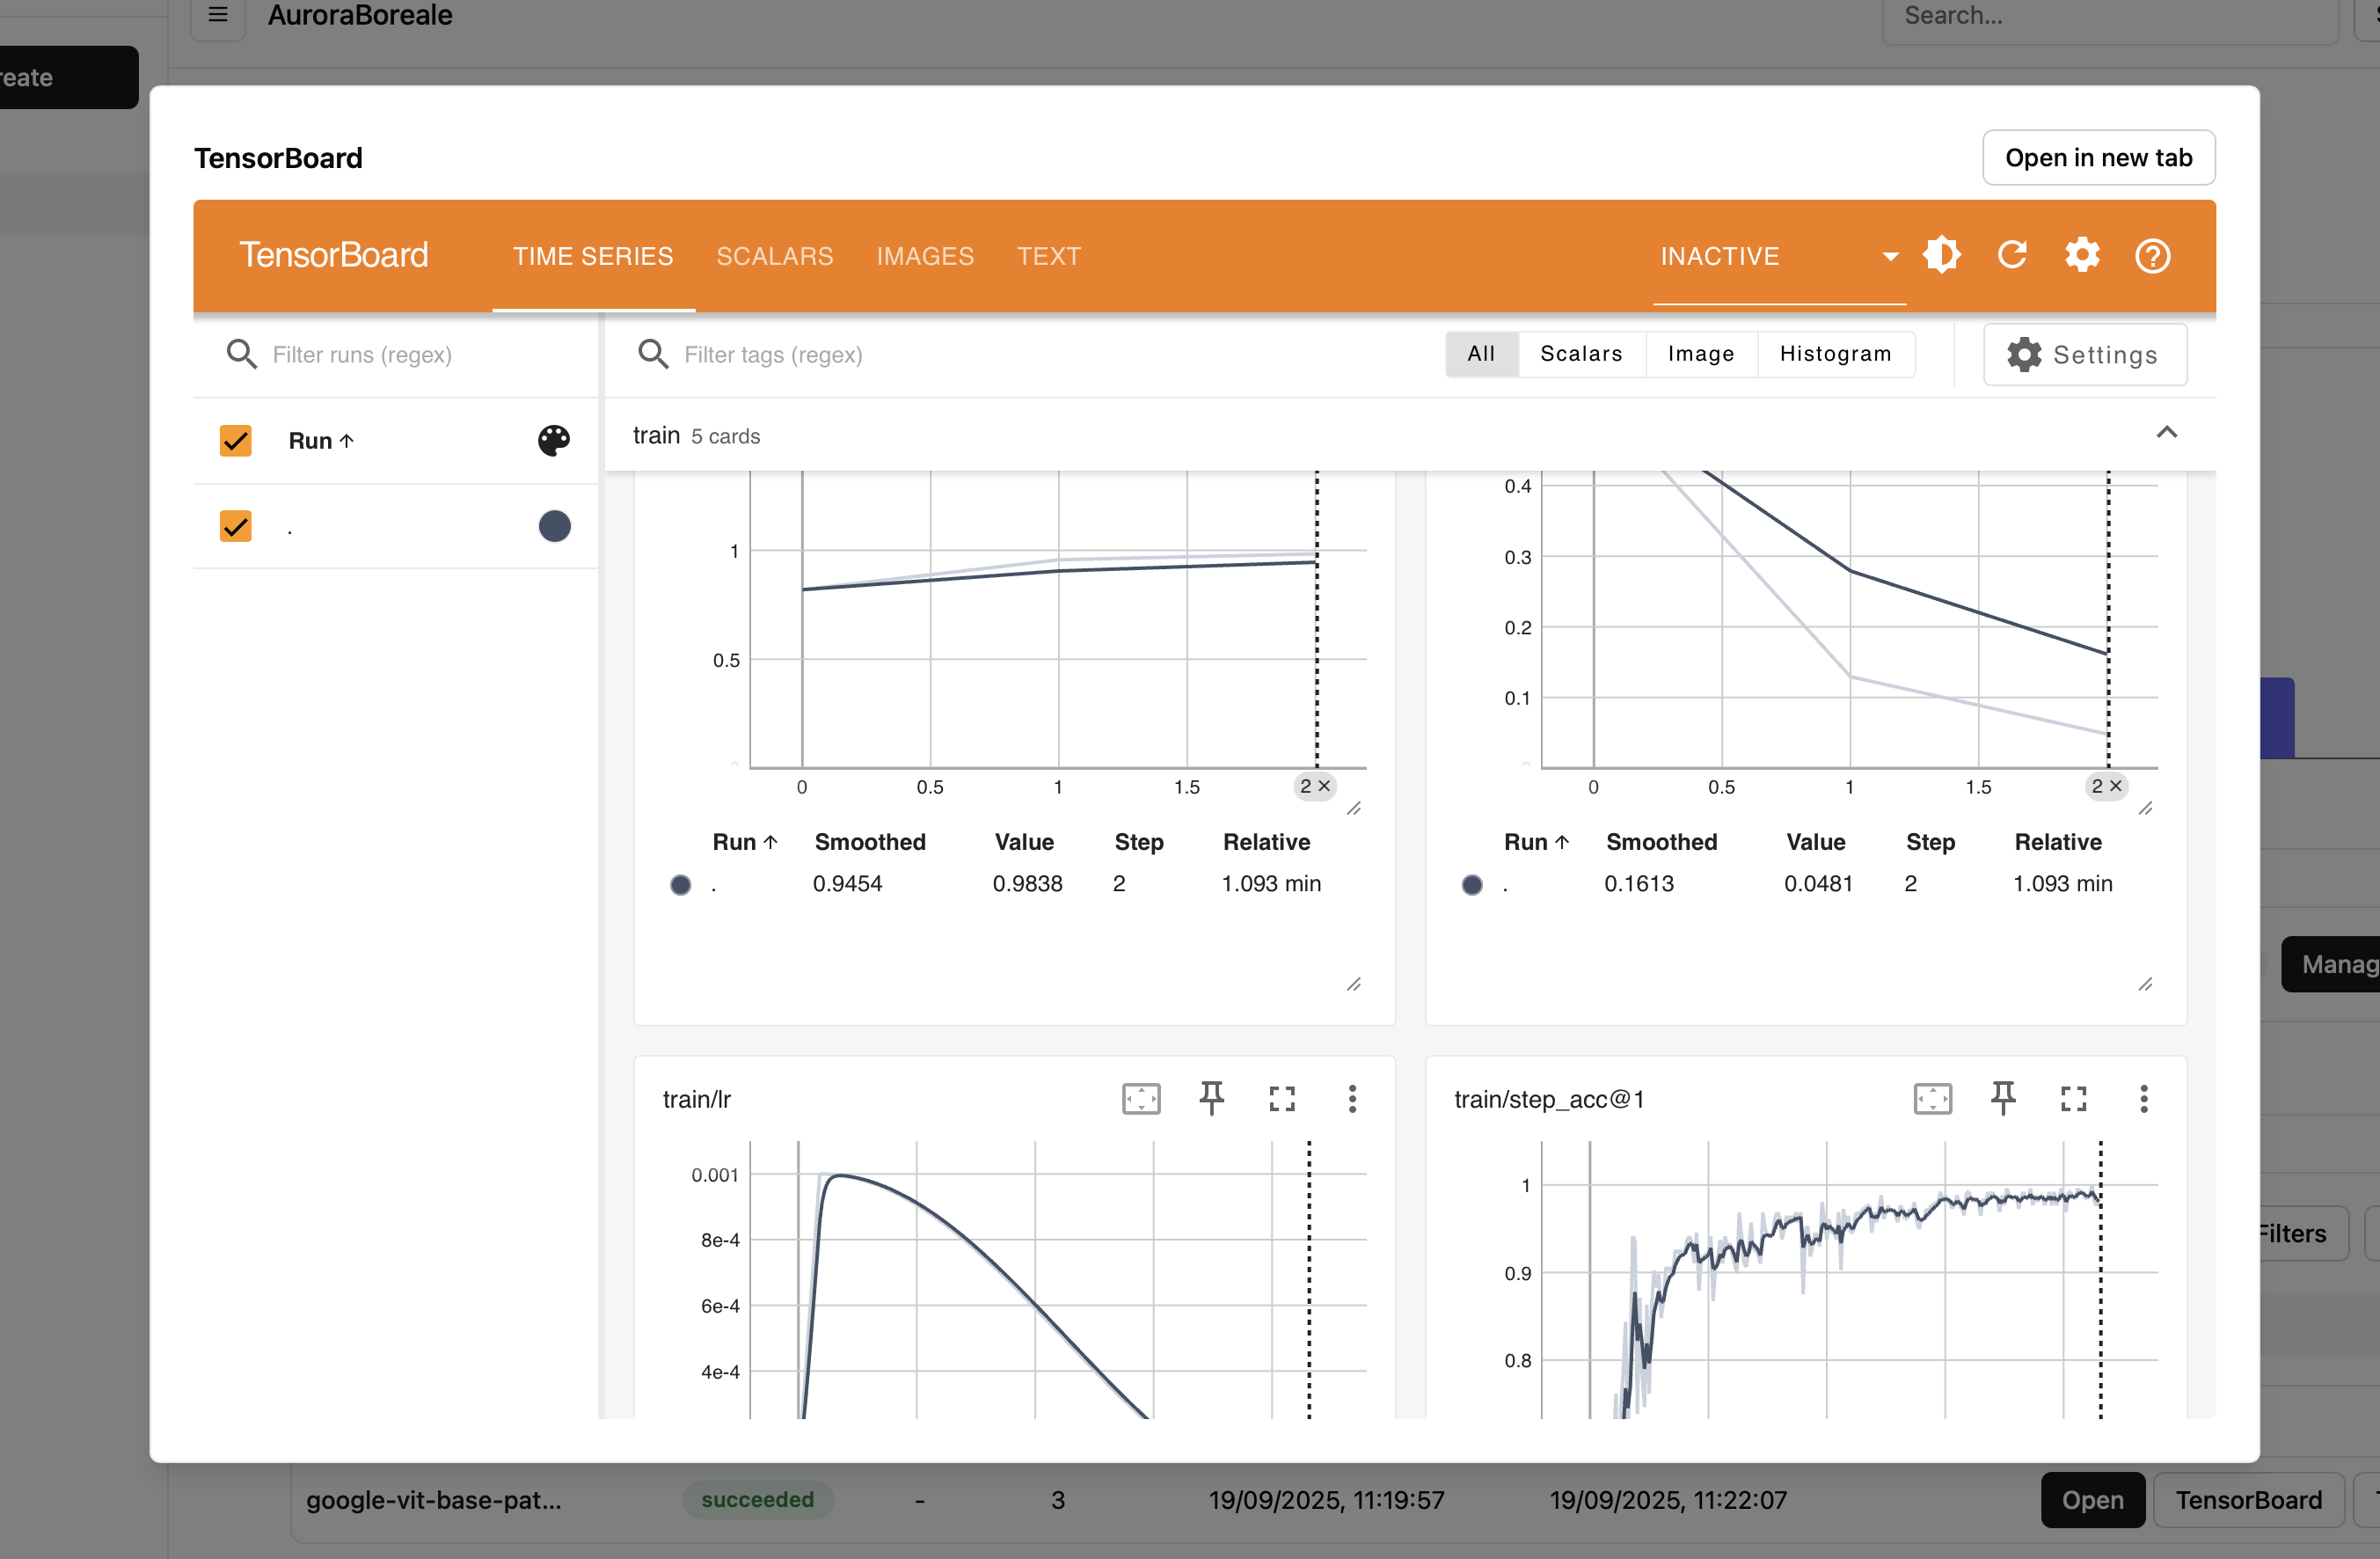 AuroraBoreale
Search...
reate
TensorBoard
Open in new tab
TensorBoard
TIME SERIES
SCALARS
IMAGES
TEXT
INACTIVE
Filter runs (regex)
Filter tags (regex)
All
Scalars
Image
Histogram
Settings
Run
.
train 5 cards
1
0.5
0
0 0.5 1 1.5 2
Run Smoothed Value Step Relative
. 0.9454 0.9838 2 1.093 min
0.4
0.3
0.2
0.1
0
0 0.5 1 1.5 2
Run Smoothed Value Step Relative
. 0.1613 0.0481 2 1.093 min
train/lr
0.001
8e-4
6e-4
4e-4
train/step_acc@1
1
0.9
0.8
Manag
Filters
google-vit-base-pat... succeeded - 3 19/09/2025, 11:19:57 19/09/2025, 11:22:07 Open TensorBoard